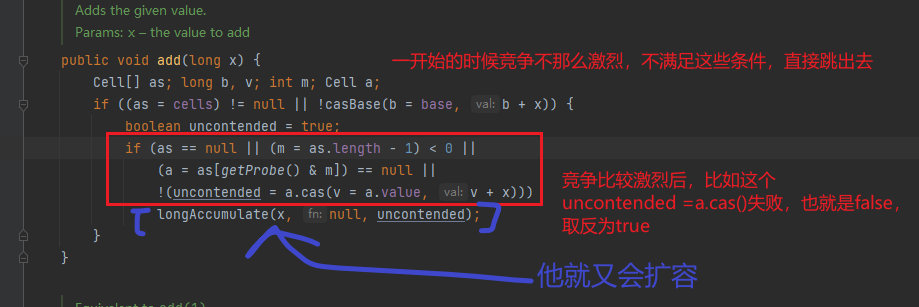 Adds the given value.
Params: x – the value to add
public void add(long x) {
一开始的时候竞争不那么激烈，不满足这些条件，直接跳出去
Cell[] as; long b, v; int m; Cell a;
if ((as = cells) != null || !casBase(b = base, val: b + x)) {
boolean uncontended = true;
if (as == null || (m = as.length - 1) < 0 ||
(a = as[getProbe() & m]) == null ||
!(uncontended = a.cas(v = a.value, val: v + x)))
竞争比较激烈后，比如这个
uncontended =a.cas()失败，也就是false，
取反为true
longAccumulate(x, fn: null, uncontended);
}
}
他就又会扩容